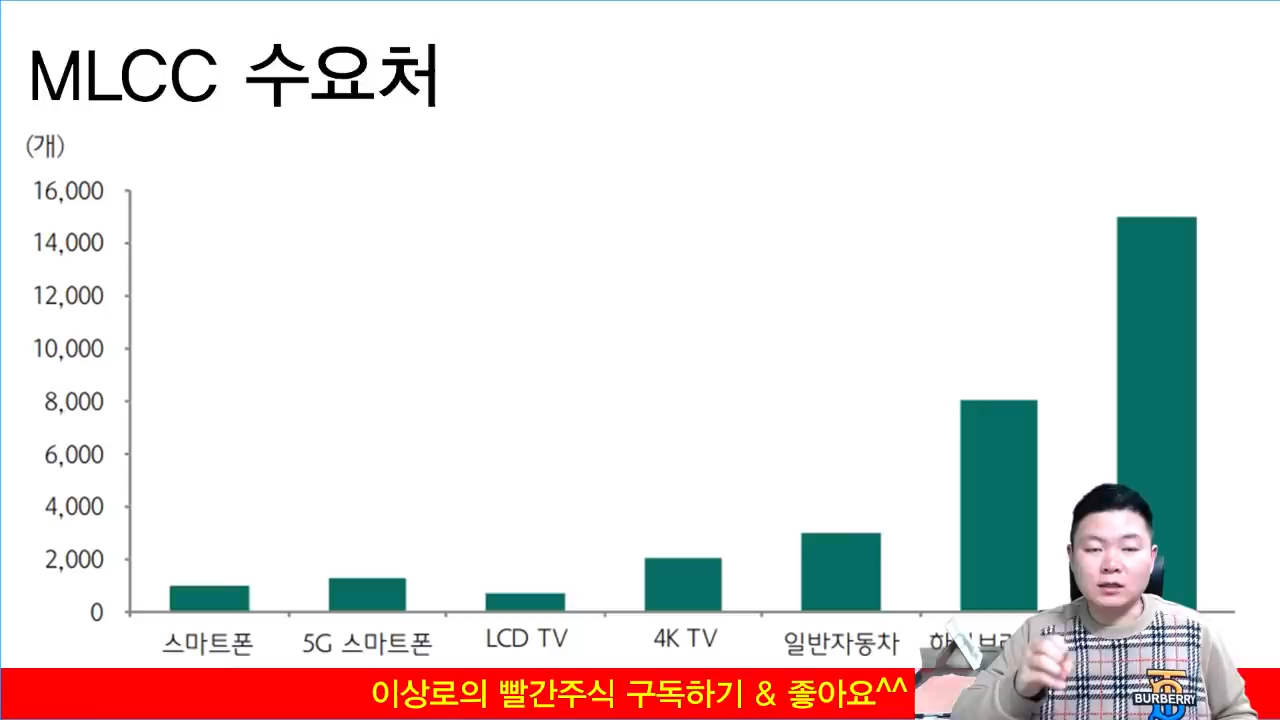 MLCC 수요처
(개)
16,000
14,000
12,000
10,000
8,000
6,000
4,000
2,000
0
스마트폰
5G 스마트폰
LCD TV
4K TV
일반자동차
이상로의 빨간주식 구독하기 & 좋아요^^
BURBERRY